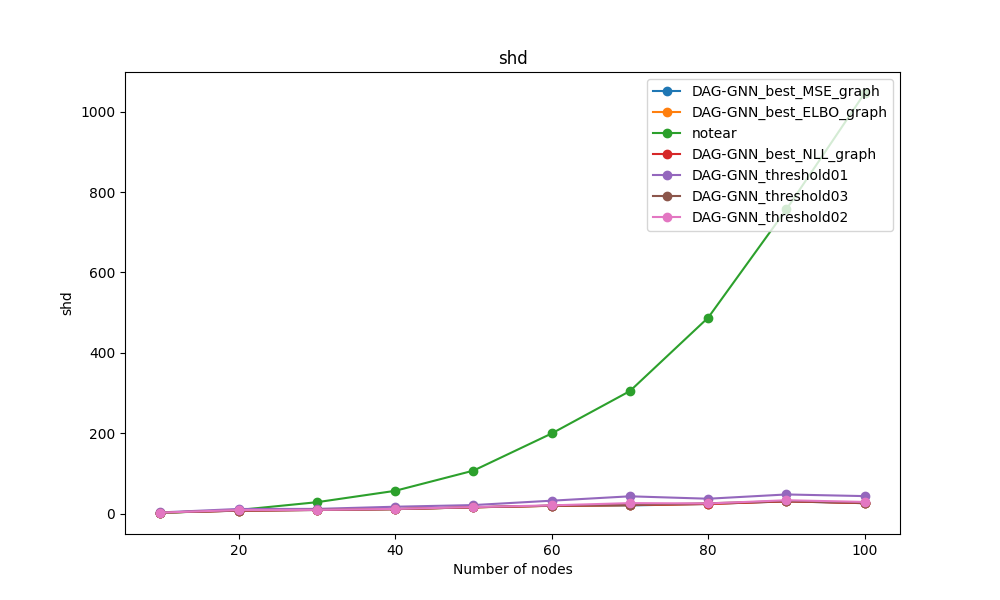 shd
DAG-GNN_best_MSE_graph
DAG-GNN_best_ELBO_graph
notear
DAG-GNN_best_NLL_graph
DAG-GNN_threshold01
DAG-GNN_threshold03
DAG-GNN_threshold02
1000
800
600
400
200
0
shd
20
40
60
80
100
Number of nodes